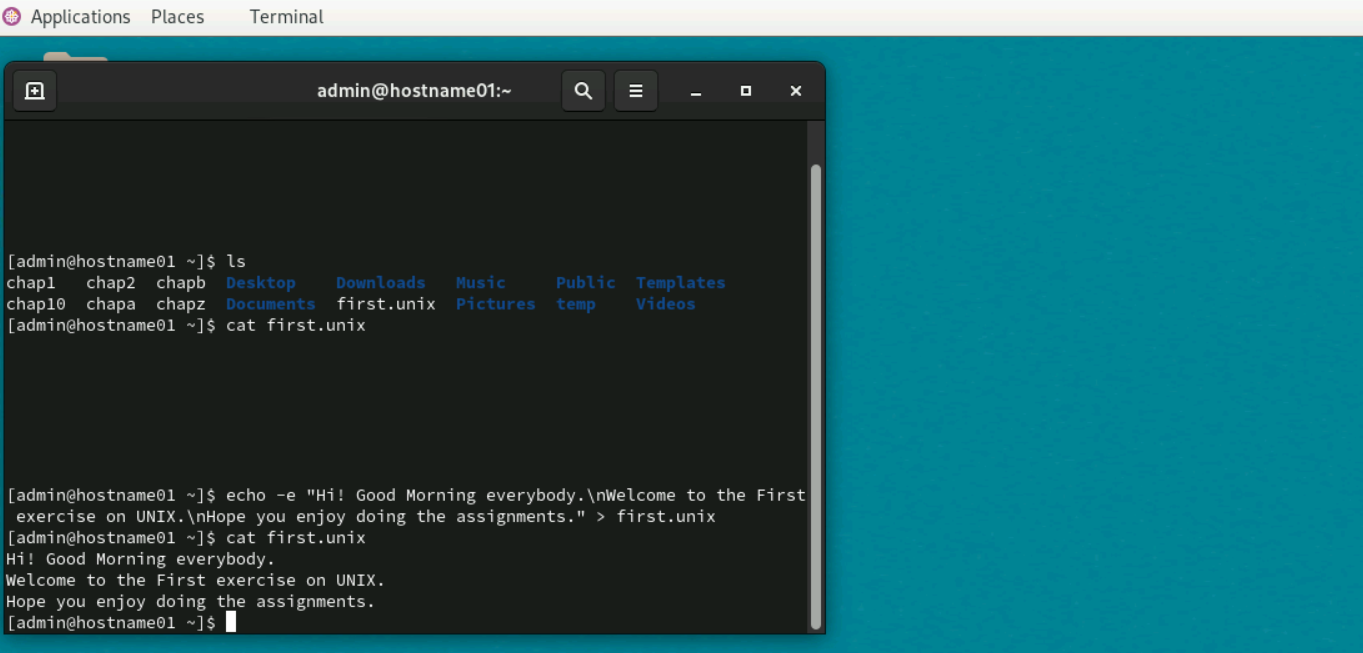 Applications Places Terminal
admin@hostname01:~
[admin@hostname01 ~]$ ls
chap1 chap2 chapb Desktop Downloads Music Public Templates
chap10 chapa chapz Documents first.unix Pictures temp Videos
[admin@hostname01 ~]$ cat first.unix
[admin@hostname01 ~]$ echo -e "Hi! Good Morning everybody.\nWelcome to the First
exercise on UNIX.\nHope you enjoy doing the assignments." > first.unix
[admin@hostname01 ~]$ cat first.unix
Hi! Good Morning everybody.
Welcome to the First exercise on UNIX.
Hope you enjoy doing the assignments.
[admin@hostname01 ~]$